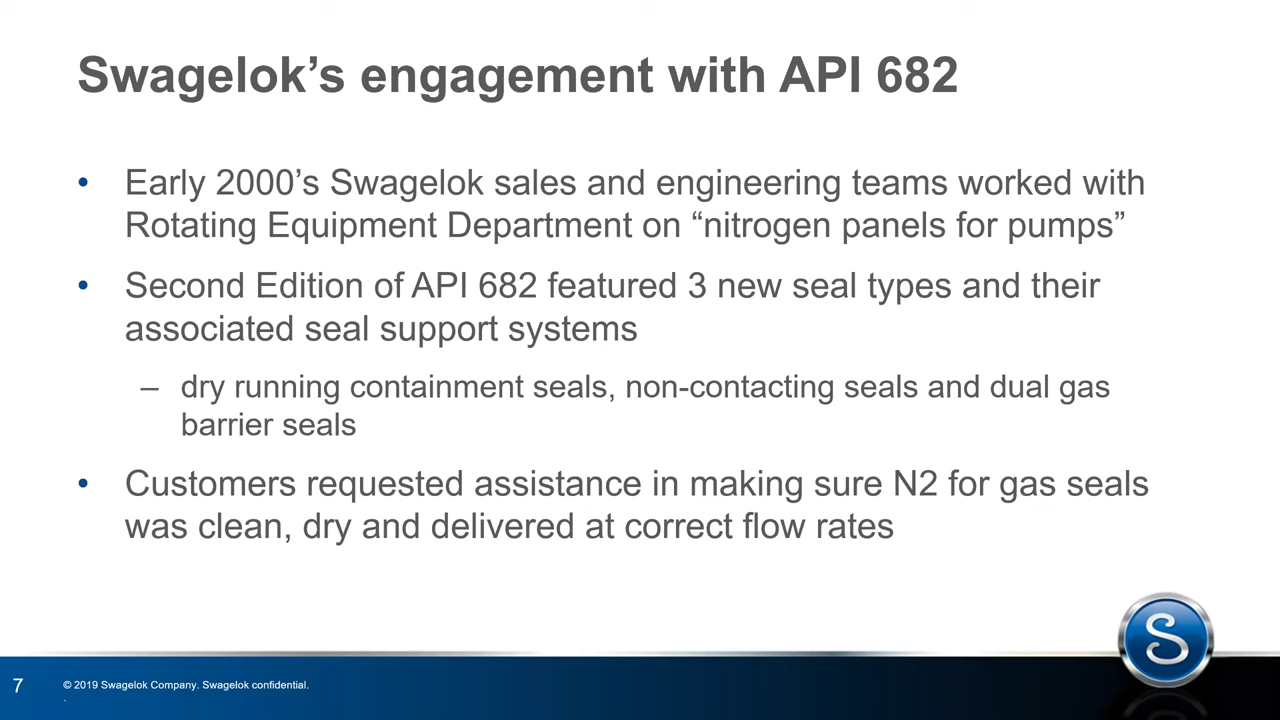 Swagelok’s engagement with API 682
• Early 2000’s Swagelok sales and engineering teams worked with
Rotating Equipment Department on “nitrogen panels for pumps”
• Second Edition of API 682 featured 3 new seal types and their
associated seal support systems
– dry running containment seals, non-contacting seals and dual gas
barrier seals
• Customers requested assistance in making sure N2 for gas seals
was clean, dry and delivered at correct flow rates
S
7 © 2019 Swagelok Company. Swagelok confidential.